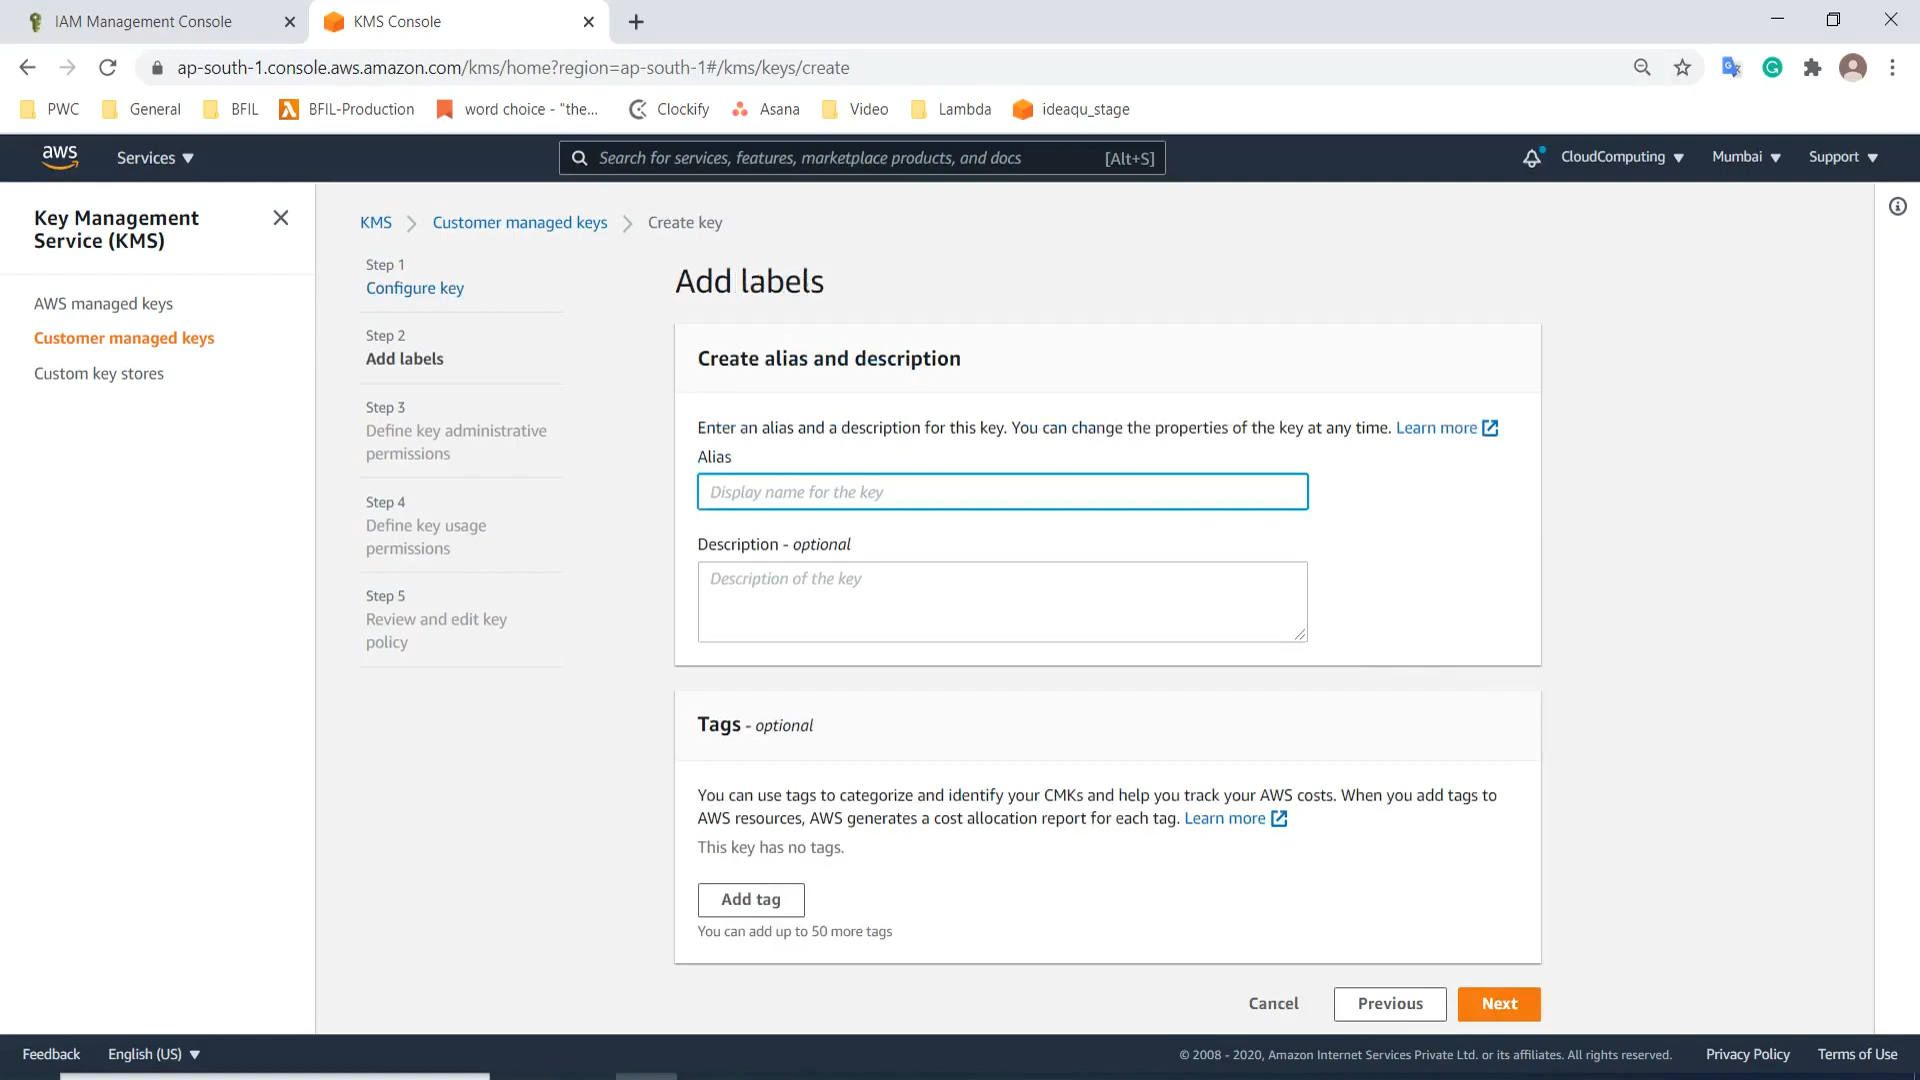 IAM Management Console
KMS Console
ap-south-1.console.aws.amazon.com/kms/home?region=ap-south-1#/kms/keys/create
PWC
General
BFIL
BFIL-Production
word choice - "the...
Clockify
Asana
Video
Lambda
ideaqu_stage
aws
Services
Search for services, features, marketplace products, and docs
[Alt+S]
CloudComputing
Mumbai
Support
Key Management
Service (KMS)
AWS managed keys
Customer managed keys
Custom key stores
KMS
Customer managed keys
Create key
Step 1
Configure key
Step 2
Add labels
Step 3
Define key administrative
permissions
Step 4
Define key usage
permissions
Step 5
Review and edit key
policy
Add labels
Create alias and description
Enter an alias and a description for this key. You can change the properties of the key at any time. Learn more
Alias
Display name for the key
Description - optional
Description of the key
Tags - optional
You can use tags to categorize and identify your CMKs and help you track your AWS costs. When you add tags to
AWS resources, AWS generates a cost allocation report for each tag. Learn more
This key has no tags.
Add tag
You can add up to 50 more tags
Cancel
Previous
Next
Feedback
English (US)
© 2008 - 2020, Amazon Internet Services Private Ltd. or its affiliates. All rights reserved.
Privacy Policy
Terms of Use